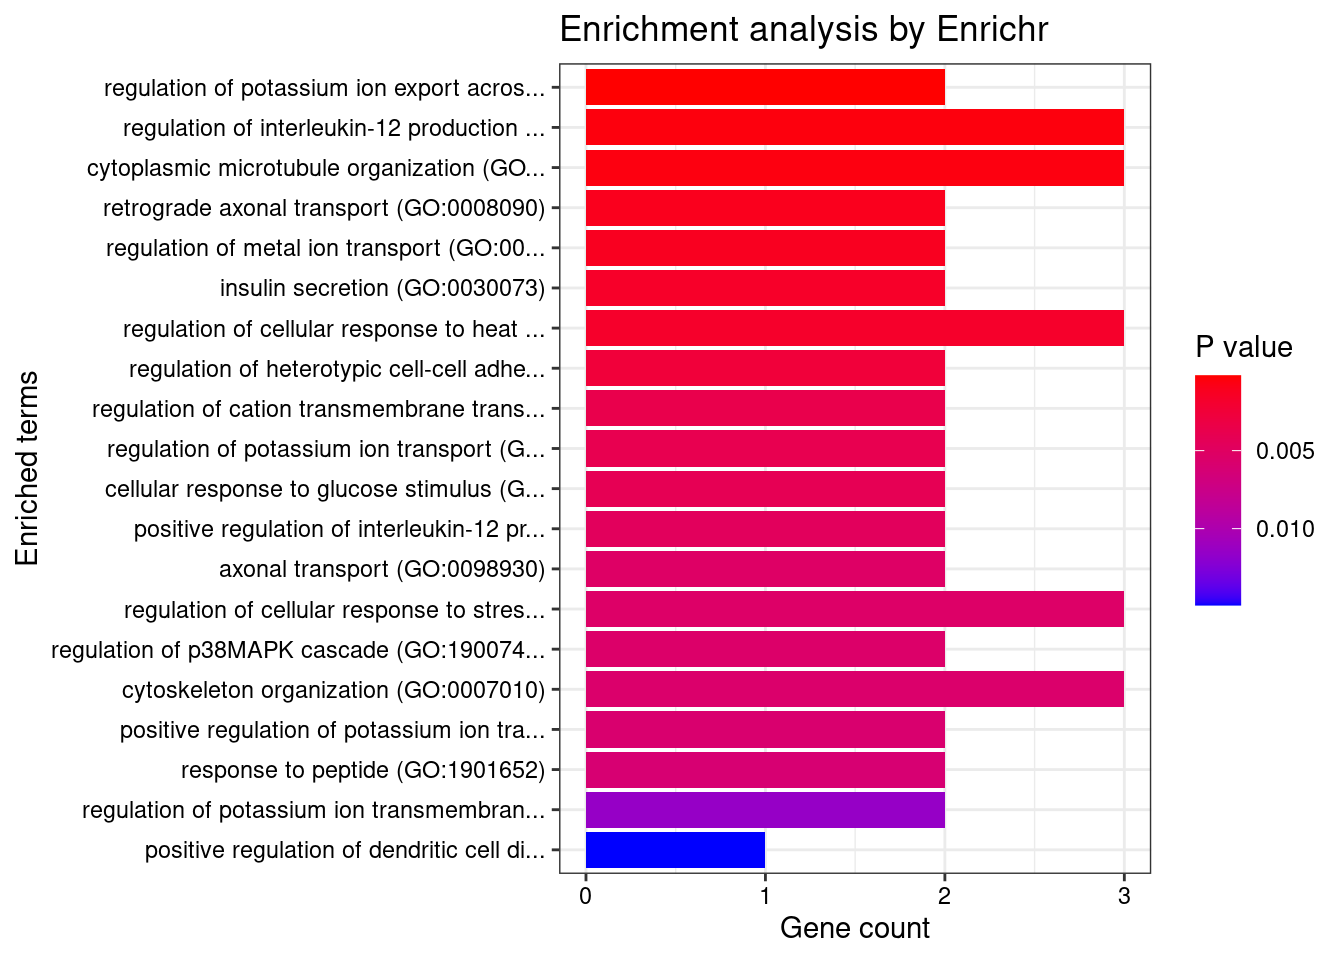 Enrichment analysis by Enrichr
regulation of potassium ion export acros...
regulation of interleukin-12 production ...
cytoplasmic microtubule organization (GO...
retrograde axonal transport (GO:0008090)
regulation of metal ion transport (GO:00...
insulin secretion (GO:0030073)
regulation of cellular response to heat ...
regulation of heterotypic cell-cell adhe...
regulation of cation transmembrane trans...
regulation of potassium ion transport (G...
cellular response to glucose stimulus (G...
positive regulation of interleukin-12 pr...
axonal transport (GO:0098930)
regulation of cellular response to stres...
regulation of p38MAPK cascade (GO:190074...
cytoskeleton organization (GO:0007010)
positive regulation of potassium ion tra...
response to peptide (GO:1901652)
regulation of potassium ion transmembran...
positive regulation of dendritic cell di...
Enriched terms
0 1 2 3
Gene count
P value
0.005
0.010